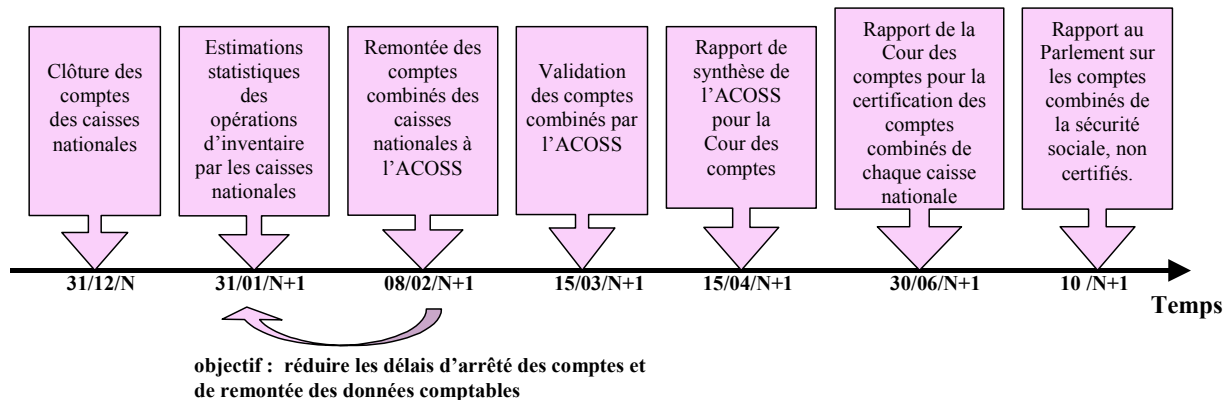 Clôture des
comptes
des caisses
nationales
Estimations
statistiques
des
opérations
d’inventaire
par les caisses
nationales
Remontée des
comptes
combinés des
caisses
nationales à
l’ACOSS
Validation
des comptes
combinés par
l’ACOSS
Rapport de
synthèse de
l’ACOSS
pour la
Cour des
comptes
Rapport de la
Cour des
comptes pour la
certification des
comptes
combinés de
chaque caisse
nationale
Rapport au
Parlement sur
les comptes
combinés de
la sécurité
sociale, non
certifiés.
31/12/N
31/01/N+1
08/02/N+1
15/03/N+1
15/04/N+1
30/06/N+1
10 /N+1
Temps
objectif : réduire les délais d’arrêté des comptes et
de remontée des données comptables